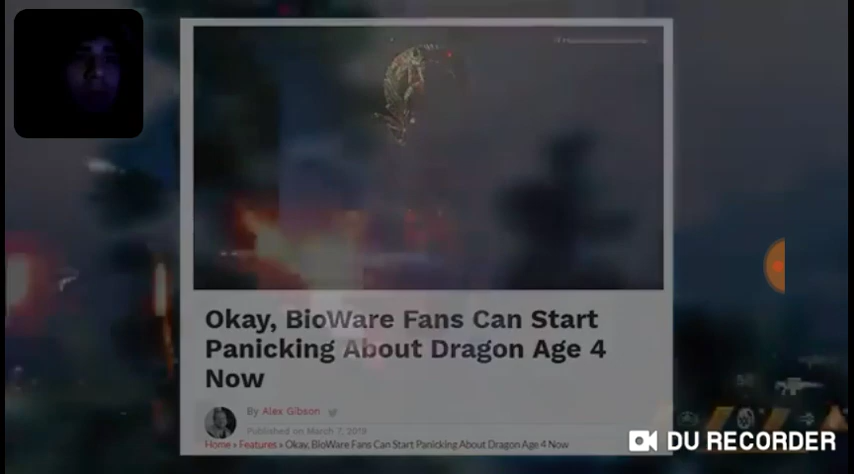 Okay, BioWare Fans Can Start
Panicking About Dragon Age 4
Now
By Alex Gibson
Published on March 7, 2019
Home » Features » Okay, BioWare Fans Can Start Panicking About Dragon Age 4 Now
DU RECORDER